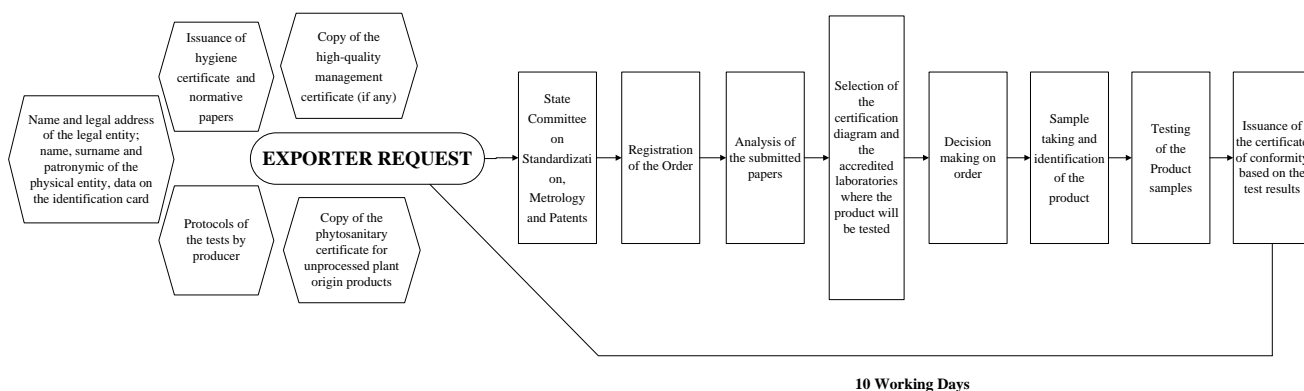 Issuance of
hygiene
certificate and
normative
papers
Copy of the
high-quality
management
certificate (if any)
Name and legal address
of the legal entity;
name, surname and
patronymic of the
physical entity, data on
the identification card
EXPORTER REQUEST
Protocols of
the tests by
producer
Copy of the
phytosanitary
certificate for
unprocessed plant
origin products
State
Committee
on
Standardizati
on,
Metrology
and Patents
Registration
of the Order
Analysis of
the submitted
papers
Selection of
the
certification
diagram and
the
accredited
laboratories
where the
product will
be tested
Decision
making on
order
Sample
taking and
identification
of the
product
Testing
of the
Product
samples
Issuance of
the certificate
of conformity
based on the
test results
10 Working Days